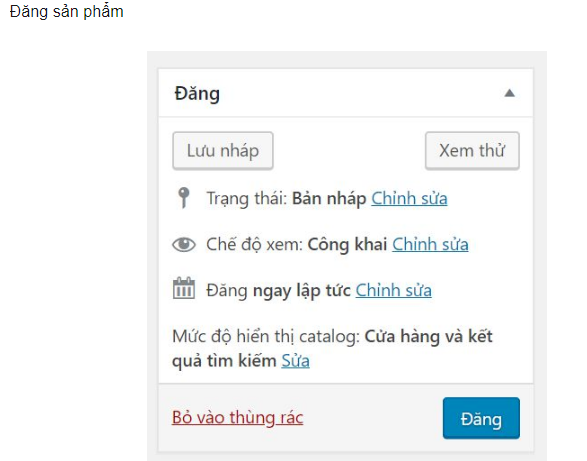 Đăng sản phẩm
Đăng
Lưu nháp
Xem thử
Trạng thái: Bản nháp Chỉnh sửa
Chế độ xem: Công khai Chỉnh sửa
Đăng ngay lập tức Chỉnh sửa
Mức độ hiển thị catalog: Cửa hàng và kết
quả tìm kiếm Sửa
Bỏ vào thùng rác
Đăng